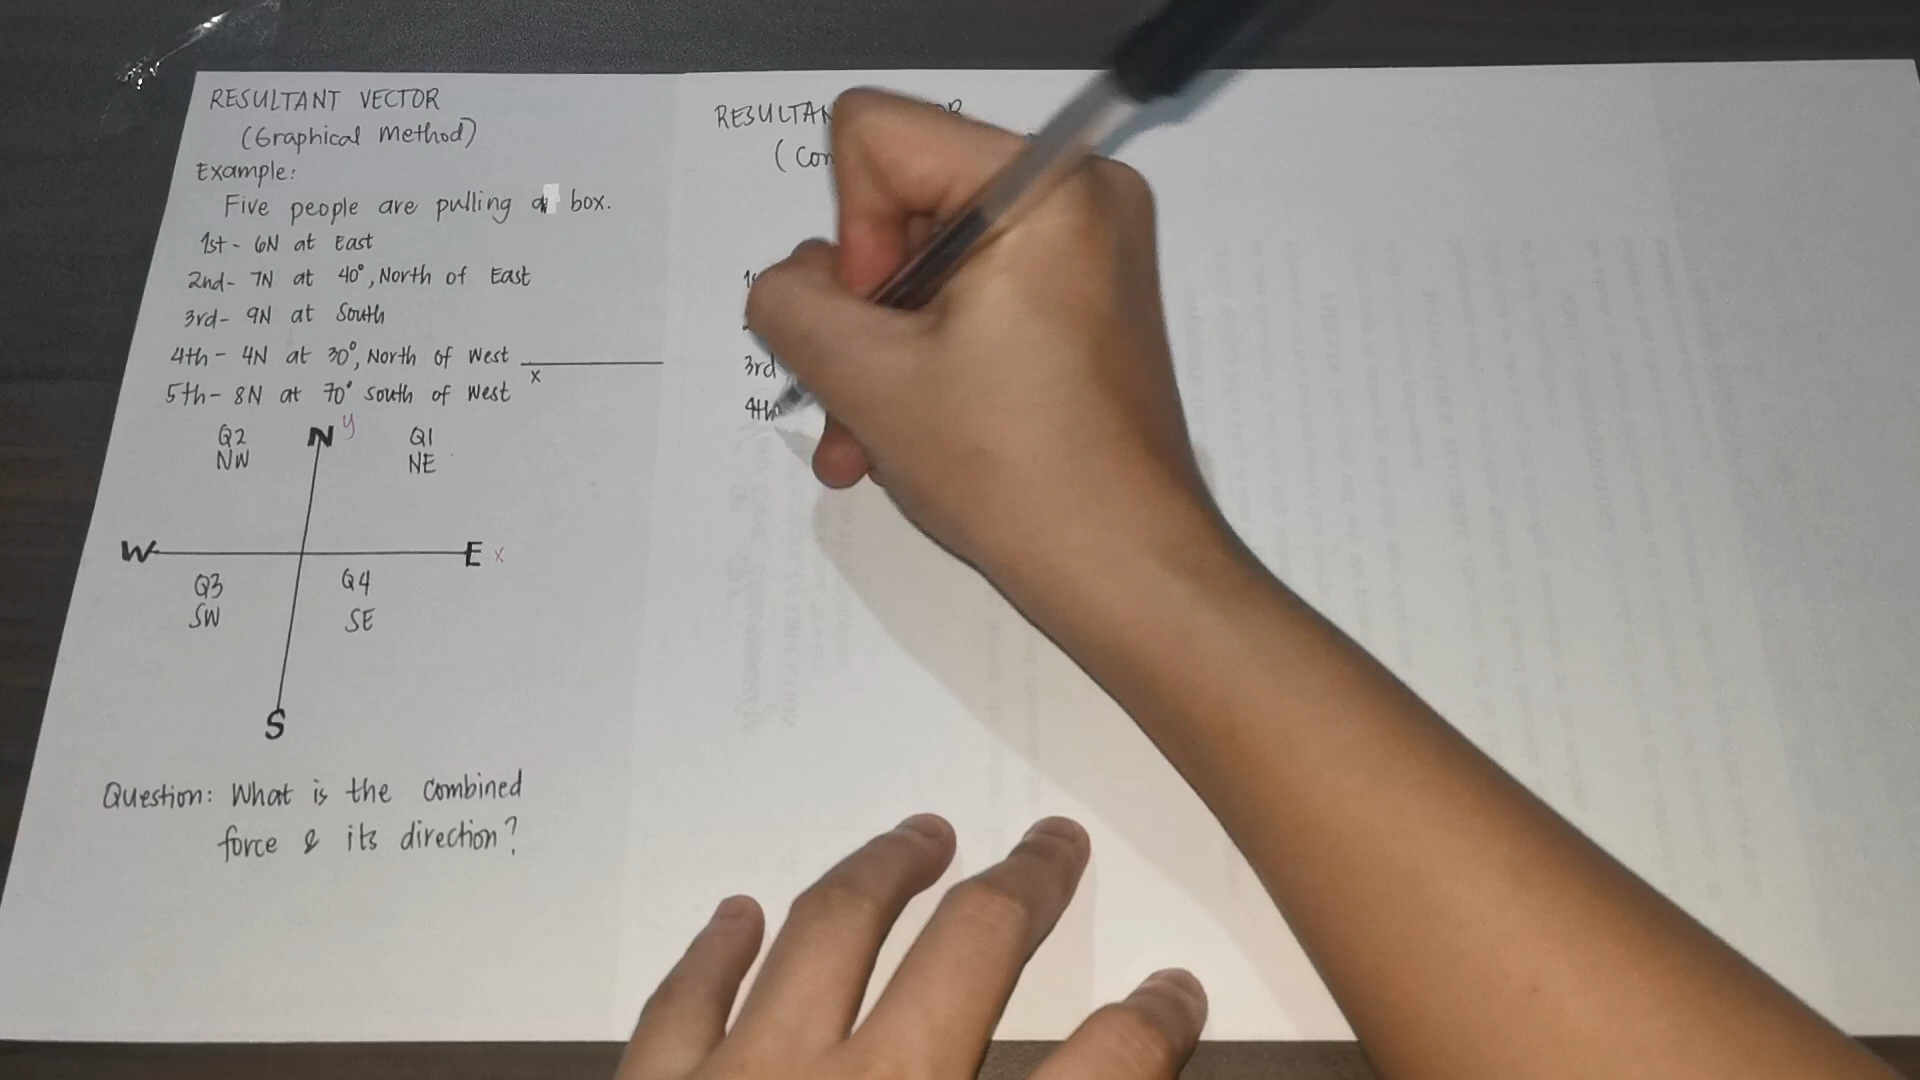 RESULTANT VECTOR
(Graphical Method)
Example:
Five people are pulling a box.
1st - 6N at East
2nd- 7N at 40°, North of East
3rd- 9N at South
4th - 4N at 30°, North of West
x
5th- 8N at 70° South of West
Q2
NW
N y
Q1
NE
W
E x
Q3
SW
Q4
SE
S
Question: What is the combined
force & its direction?
3rd
4th